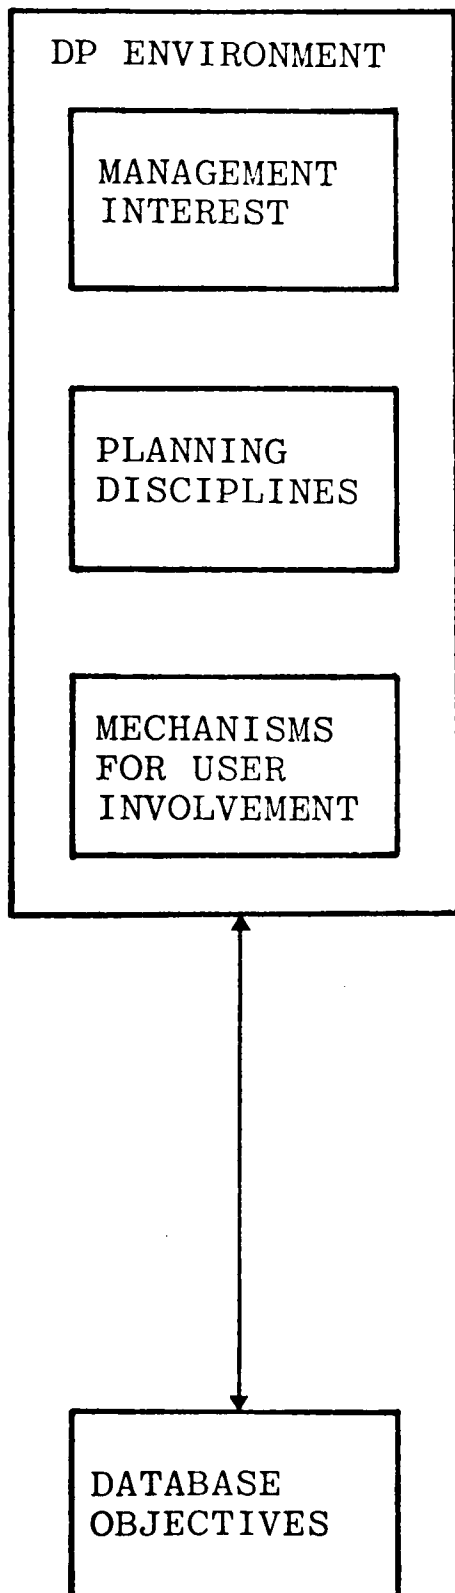 DP ENVIRONMENT
MANAGEMENT
INTEREST
PLANNING
DISCIPLINES
MECHANISMS
FOR USER
INVOLVEMENT
DATABASE
OBJECTIVES